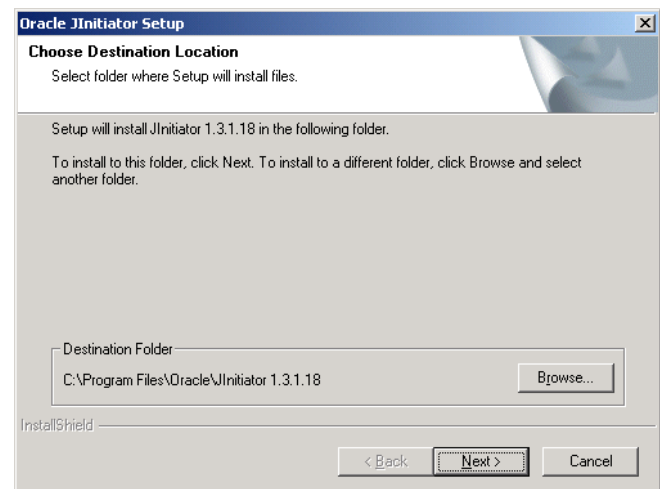 Oracle JInitiator Setup
Choose Destination Location
Select folder where Setup will install files.
Setup will install JInitiator 1.3.1.18 in the following folder.
To install to this folder, click Next. To install to a different folder, click Browse and select
another folder.
Destination Folder
C:\Program Files\Oracle\JInitiator 1.3.1.18
Browse...
InstallShield
< Back
Next >
Cancel